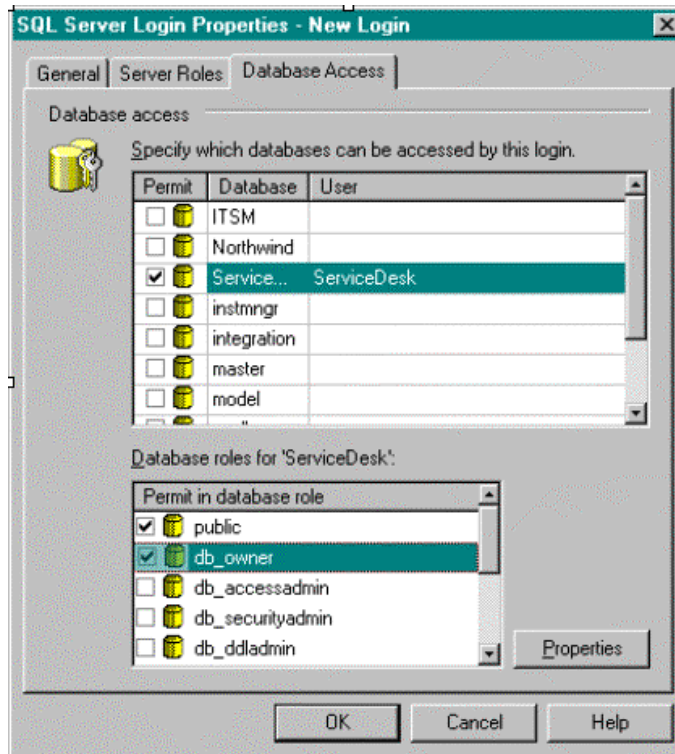 SQL Server Login Properties - New Login
General Server Roles Database Access
Database access
Specify which databases can be accessed by this login.
Permit Database User
ITSM
Northwind
Service... ServiceDesk
instmngr
integration
master
model
Database roles for 'ServiceDesk':
Permit in database role
public
db_owner
db_accessadmin
db_securityadmin
db_ddladmin
Properties
OK Cancel Help